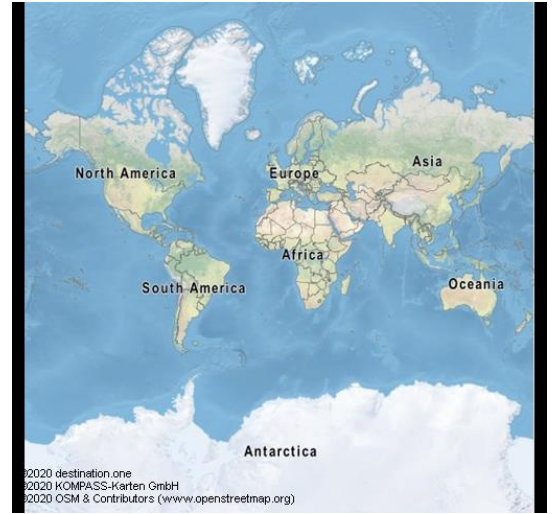 North America
Europe
Asia
Africa
South America
Oceania
Antarctica
©2020 destination.one
©2020 KOMPASS-Karten GmbH
©2020 OSM & Contributors (www.openstreetmap.org)